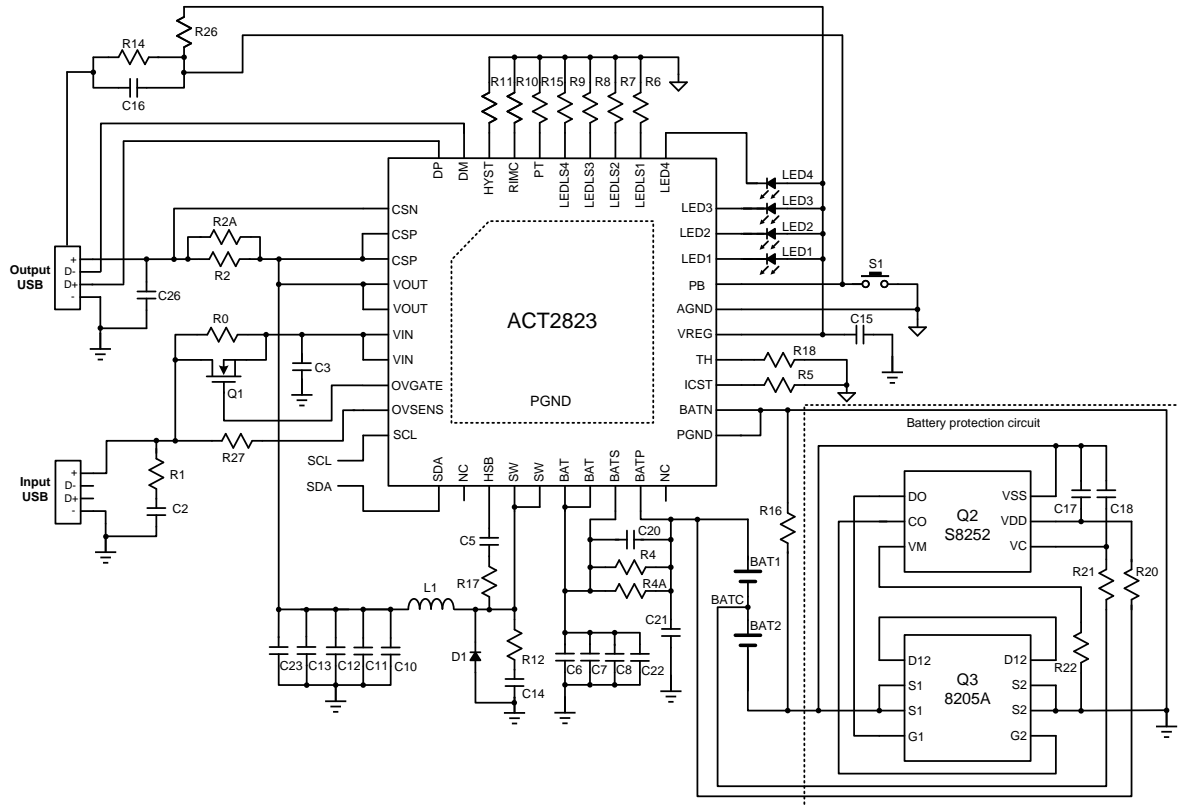 R26
R14
C16
R11
R10
R15
R9
R8
R7
R6
DP
DM
HYST
RIMC
PT
LEDLS4
LEDLS3
LEDLS2
LEDLS1
LED4
LED4
LED3
LED2
LED1
CSN
CSP
CSP
VOUT
VOUT
VIN
VIN
OVGATE
OVSENS
SCL
LED3
LED2
LED1
PB
AGND
VREG
TH
ICST
BATN
PGND
ACT2823
PGND
S1
C15
R18
R5
R2A
R2
Output
USB
+
D-
D+
-
C26
R0
Q1
C3
R27
Input
USB
+
D-
D+
-
R1
C2
SCL
SDA
SDA
NC
HSB
SW
SW
BAT
BAT
BATS
BATP
NC
C5
R17
L1
D1
R12
C14
C23
C13
C12
C11
C10
C20
R4
R4A
C21
C6
C7
C8
C22
R16
BAT1
BATC
BAT2
Battery protection circuit
DO
CO
VM
Q2
S8252
VSS
VDD
VC
C17
C18
R21
R20
R22
D12
S1
S1
G1
Q3
8205A
D12
S2
S2
G2